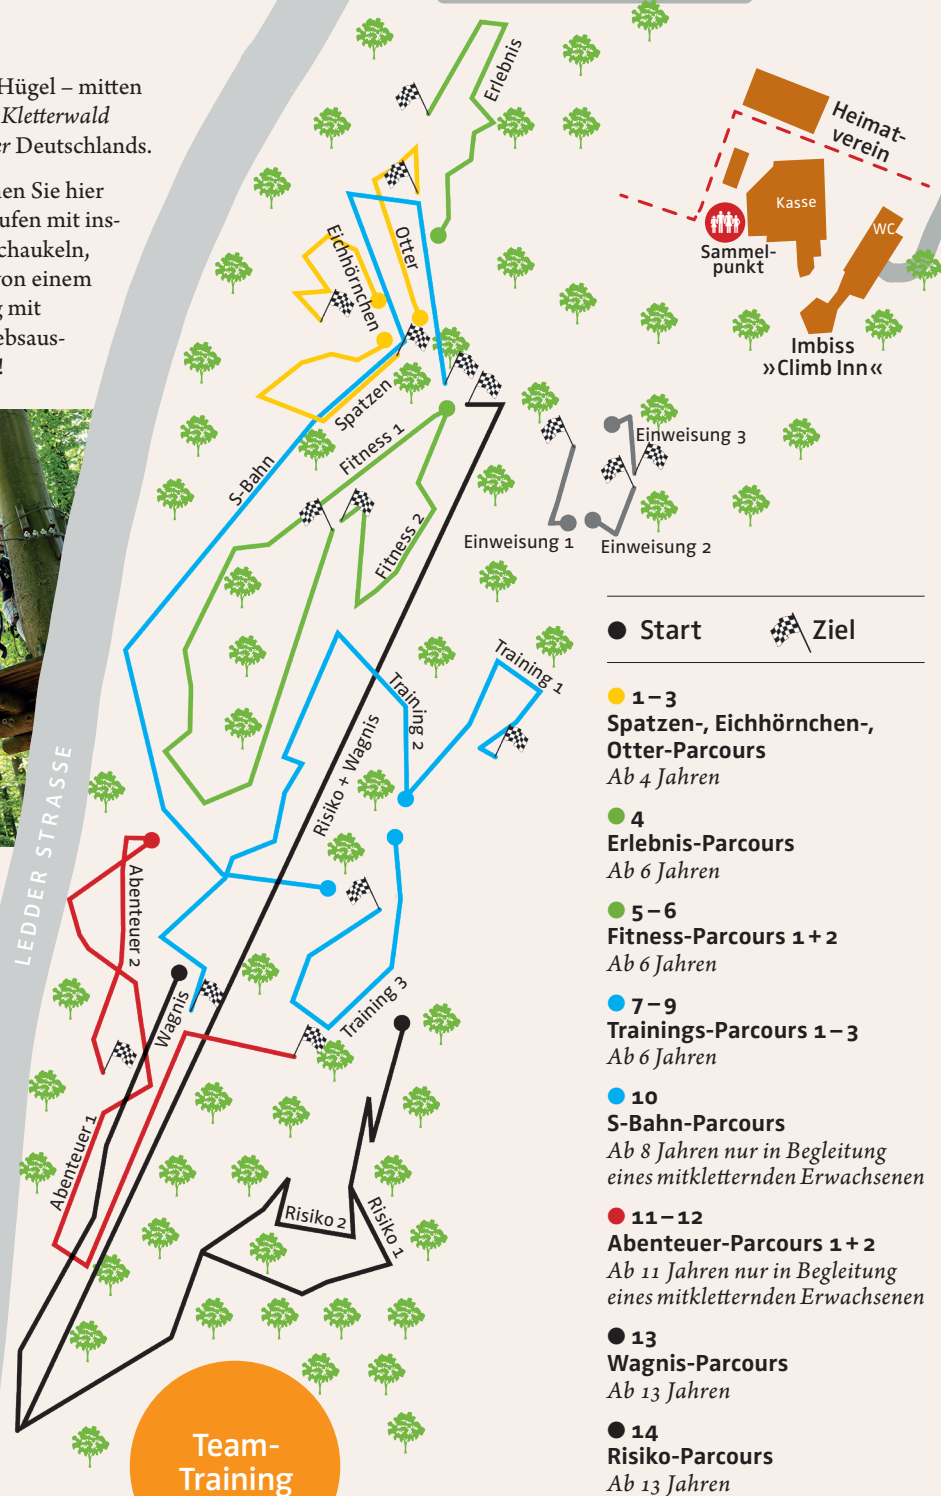 Hügel – mitten
Kletterwald
er Deutschlands.
en Sie hier
ufen mit ins-
chaukeln,
von einem
g mit
ebsaus-
!
Erlebnis
Heimat-
verein
Kasse
WC
Sammel-
punkt
Imbiss
»Climb Inn«
Eichhörnchen
Otter
Spatzen
S-Bahn
Fitness 1
Fitness 2
Einweisung 3
Einweisung 1
Einweisung 2
Training 1
Training 2
Risiko + Wagnis
LEDDER STRASSE
Abenteuer 2
Wagnis
Training 3
Abenteuer 1
Risiko 2
Risiko 1
Team-
Training
Start
Ziel
1 – 3
Spatzen-, Eichhörnchen-,
Otter-Parcours
Ab 4 Jahren
4
Erlebnis-Parcours
Ab 6 Jahren
5 – 6
Fitness-Parcours 1 + 2
Ab 6 Jahren
7 – 9
Trainings-Parcours 1 – 3
Ab 6 Jahren
10
S-Bahn-Parcours
Ab 8 Jahren nur in Begleitung
eines mitkletternden Erwachsenen
11 – 12
Abenteuer-Parcours 1 + 2
Ab 11 Jahren nur in Begleitung
eines mitkletternden Erwachsenen
13
Wagnis-Parcours
Ab 13 Jahren
14
Risiko-Parcours
Ab 13 Jahren